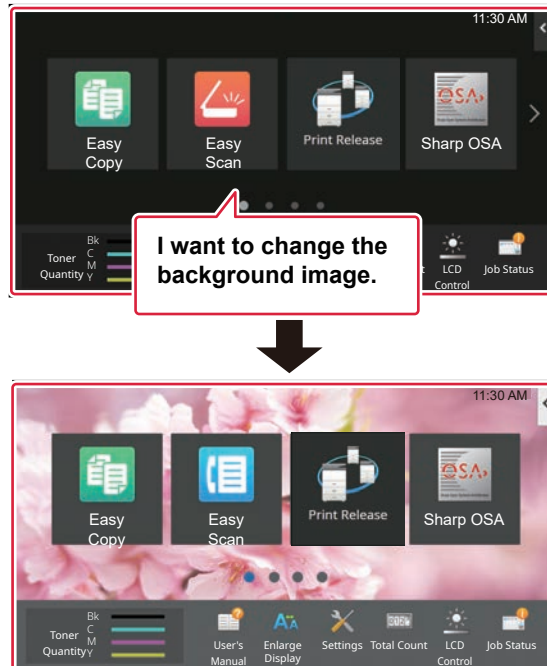 11:30 AM
Easy
Copy
Easy
Scan
Print Release
OSA
Sharp OSA
I want to change the
background image.
Toner
Quantity
Bk
C
M
Y
LCD
Control
Job Status
11:30 AM
Easy
Copy
Easy
Scan
Print Release
OSA
Sharp OSA
Toner
Quantity
Bk
C
M
Y
User's
Manual
Enlarge
Display
Settings
Total Count
LCD
Control
Job Status